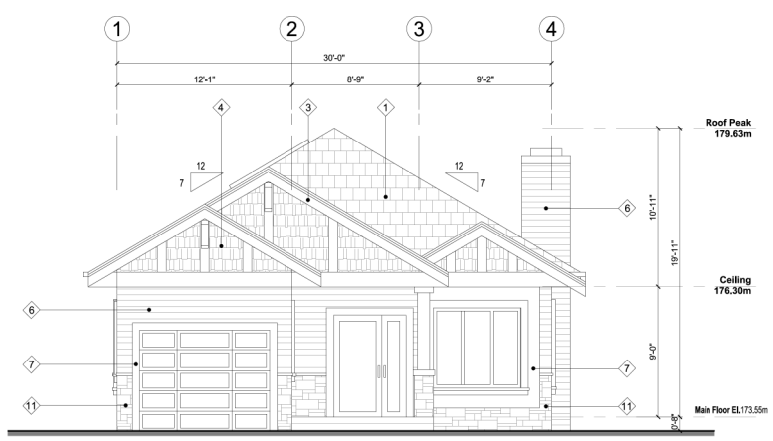 1 2 3 4
30'-0"
12'-1" 8'-9" 9'-2"
4 3 1
Roof Peak
179.63m
12
7
12
7
6
10'-11"
19'-11"
Ceiling
176.30m
6
9'-0"
7
7
11
11
Main Floor El.173.55m
0'-8"